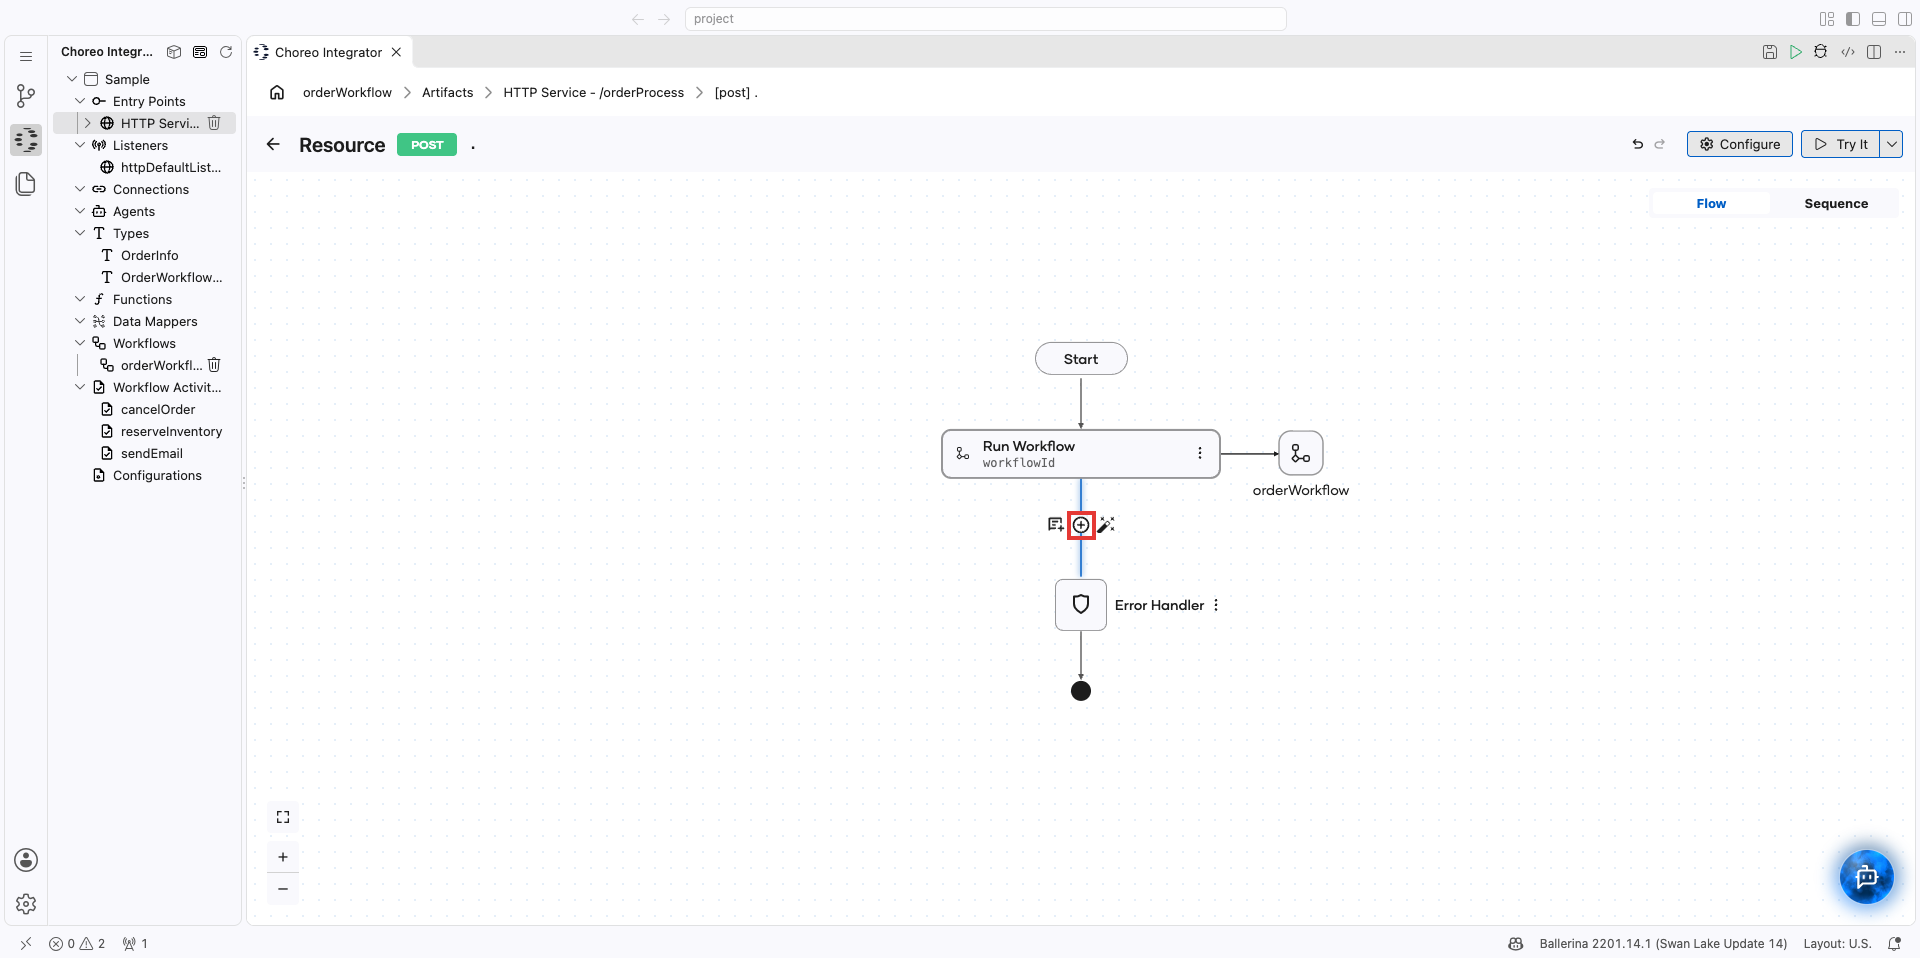 project
Choreo Integr...
Choreo Integrator
Sample
Entry Points
HTTP Servi...
Listeners
httpDefaultList...
Connections
Agents
Types
OrderInfo
OrderWorkflow...
Functions
Data Mappers
Workflows
orderWorkfl...
Workflow Activit...
cancelOrder
reserveInventory
sendEmail
Configurations
orderWorkflow
Artifacts
HTTP Service - /orderProcess
[post] .
Resource POST .
Configure
Try It
Flow
Sequence
Start
Run Workflow
workflowId
orderWorkflow
Error Handler
0 2 1
Ballerina 2201.14.1 (Swan Lake Update 14)
Layout: U.S.